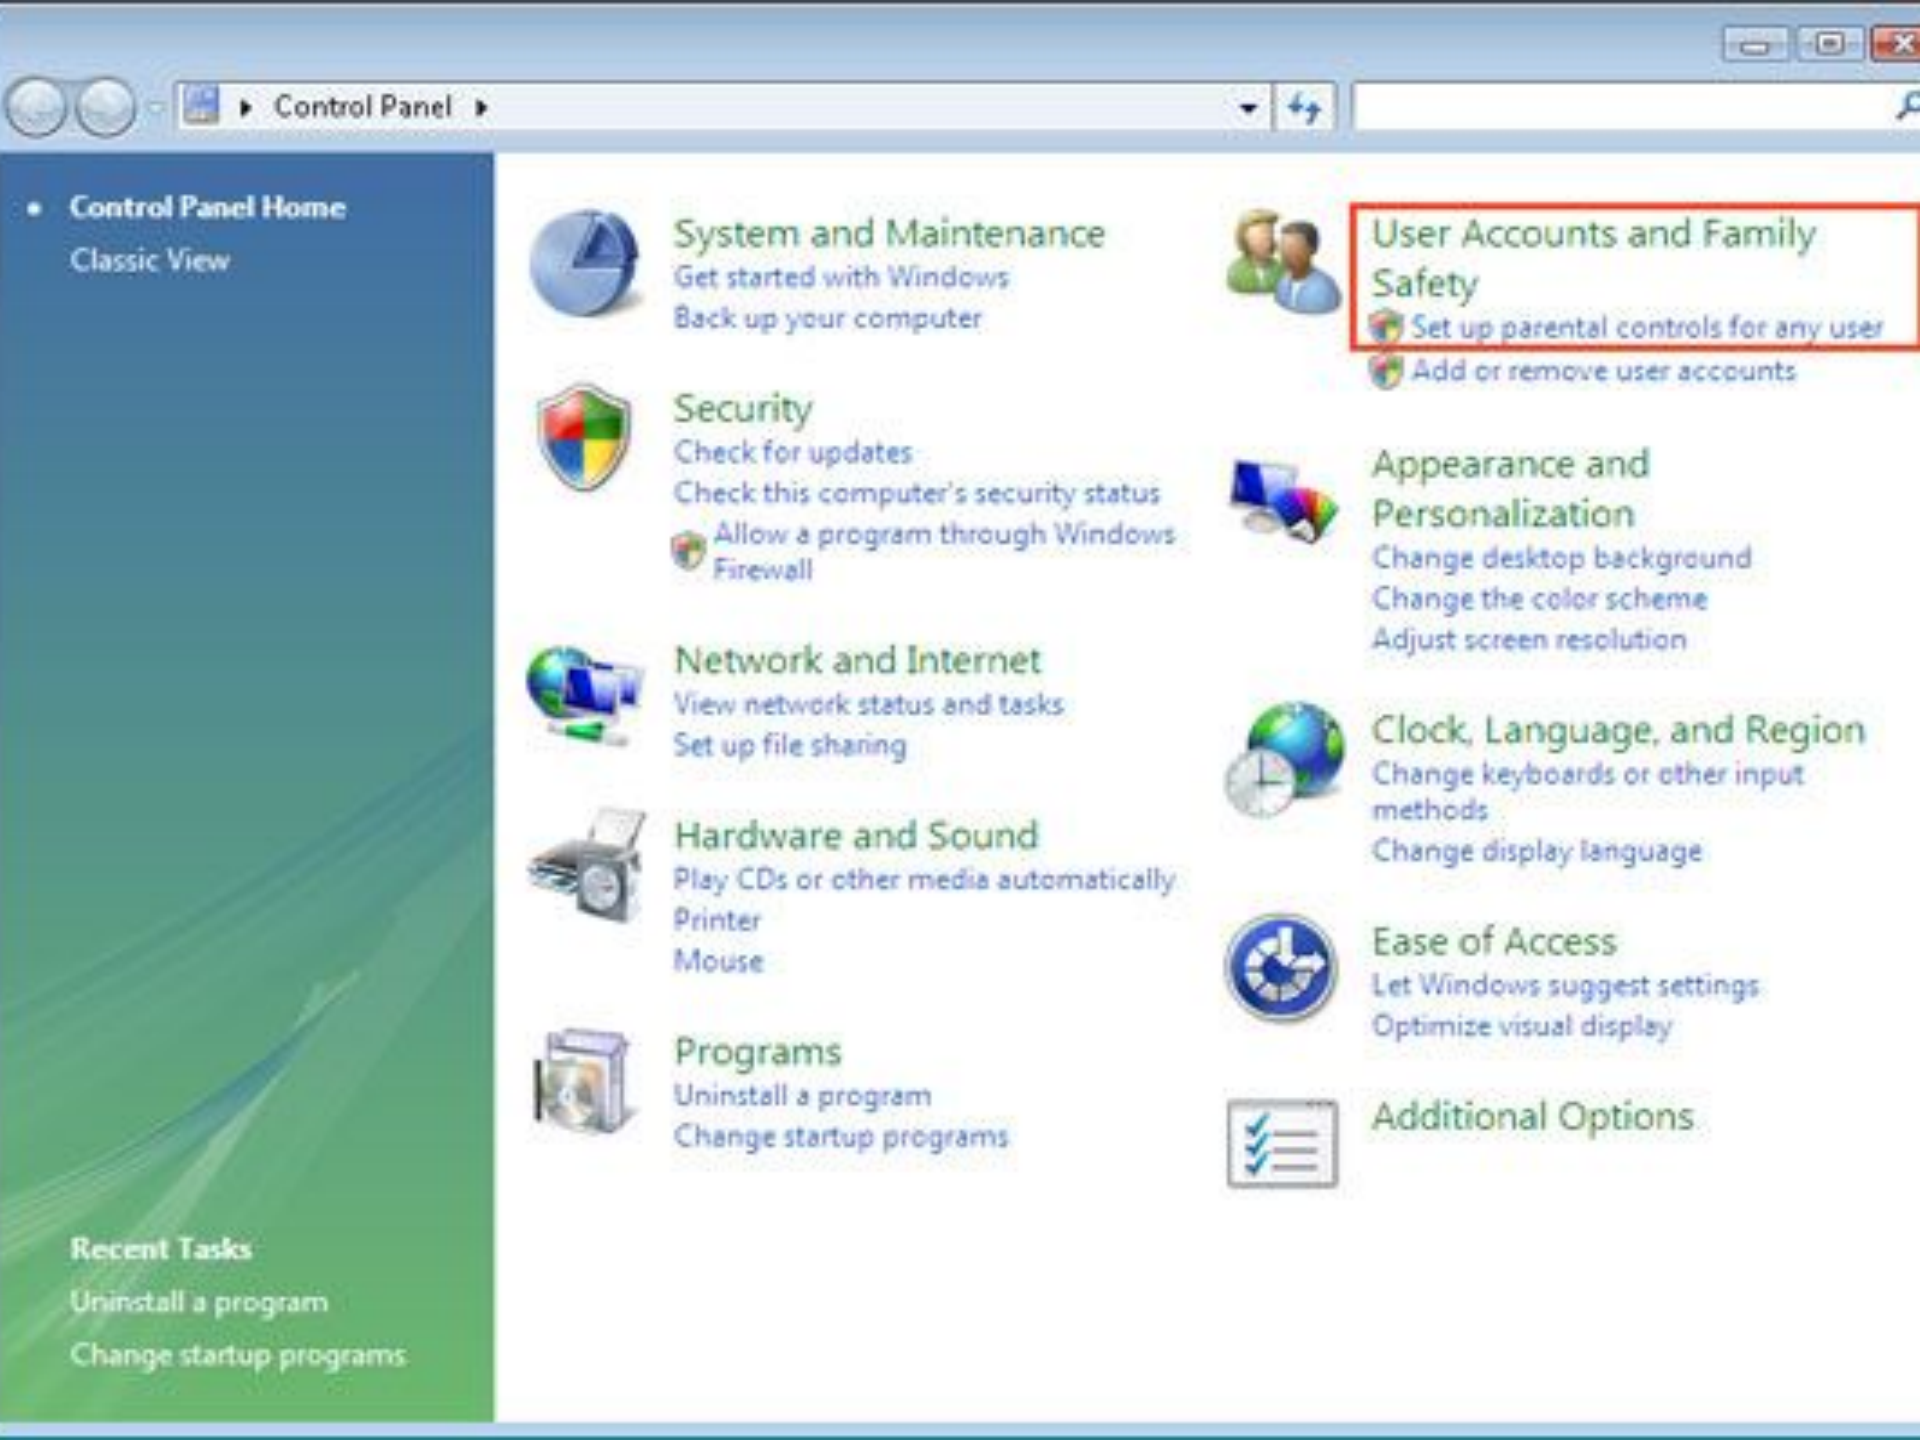 Control Panel
Control Panel Home
Classic View
System and Maintenance
Get started with Windows
Back up your computer
Security
Check for updates
Check this computer's security status
Allow a program through Windows
Firewall
Network and Internet
View network status and tasks
Set up file sharing
Hardware and Sound
Play CDs or other media automatically
Printer
Mouse
Programs
Uninstall a program
Change startup programs
User Accounts and Family
Safety
Set up parental controls for any user
Add or remove user accounts
Appearance and
Personalization
Change desktop background
Change the color scheme
Adjust screen resolution
Clock, Language, and Region
Change keyboards or other input
methods
Change display language
Ease of Access
Let Windows suggest settings
Optimize visual display
Additional Options
Recent Tasks
Uninstall a program
Change startup programs